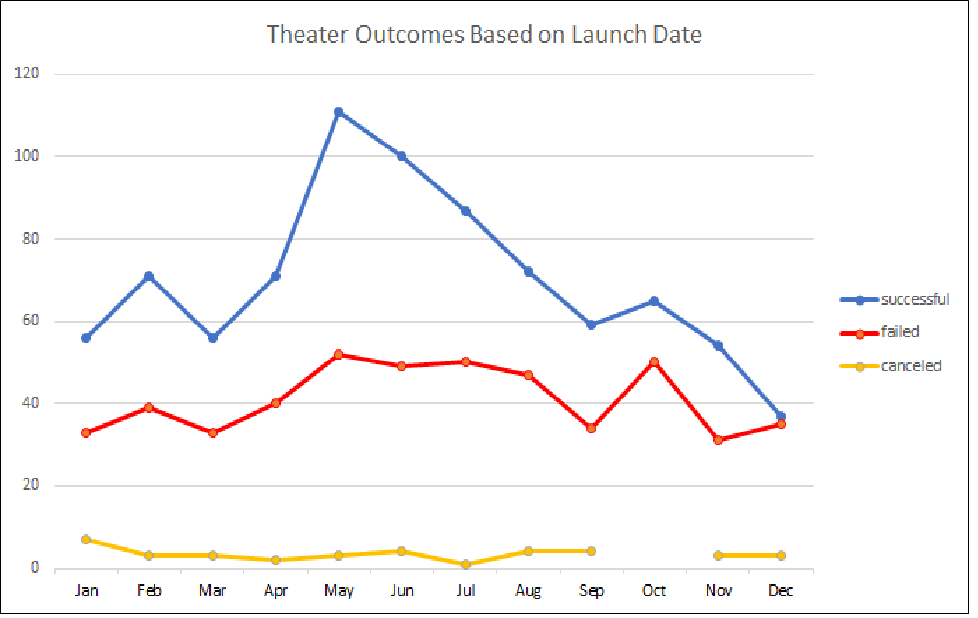 Theater Outcomes Based on Launch Date
120
100
80
60
40
20
0
Jan Feb Mar Apr May Jun Jul Aug Sep Oct Nov Dec
successful
failed
canceled